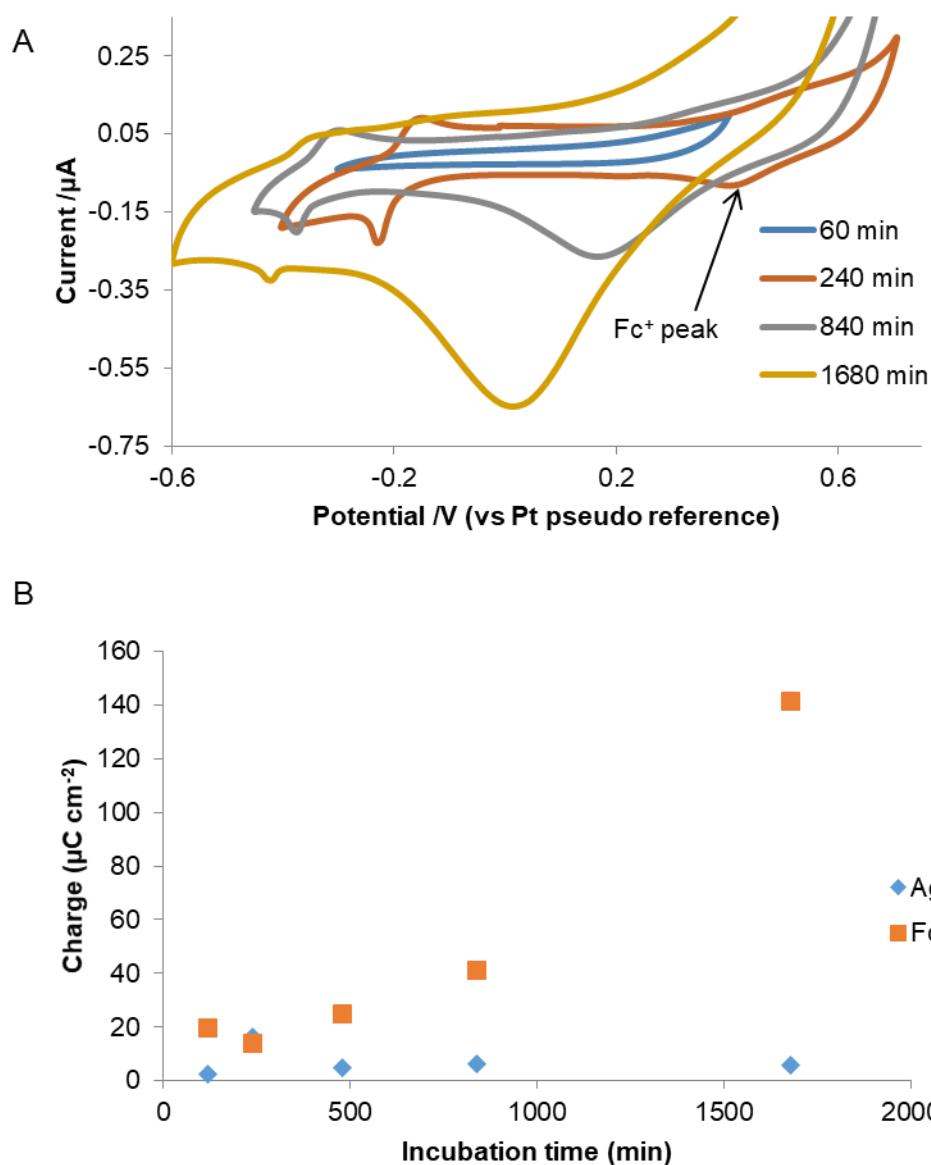 A
0.25
0.05
-0.15
-0.35
-0.55
-0.75
Current /µA
60 min
240 min
840 min
1680 min
Fc⁺ peak
-0.6
-0.2
0.2
0.6
Potential /V (vs Pt pseudo reference)
B
160
140
120
100
80
60
40
20
0
Charge (µC cm⁻²)
Ag
Fc
0
500
1000
1500
2000
Incubation time (min)